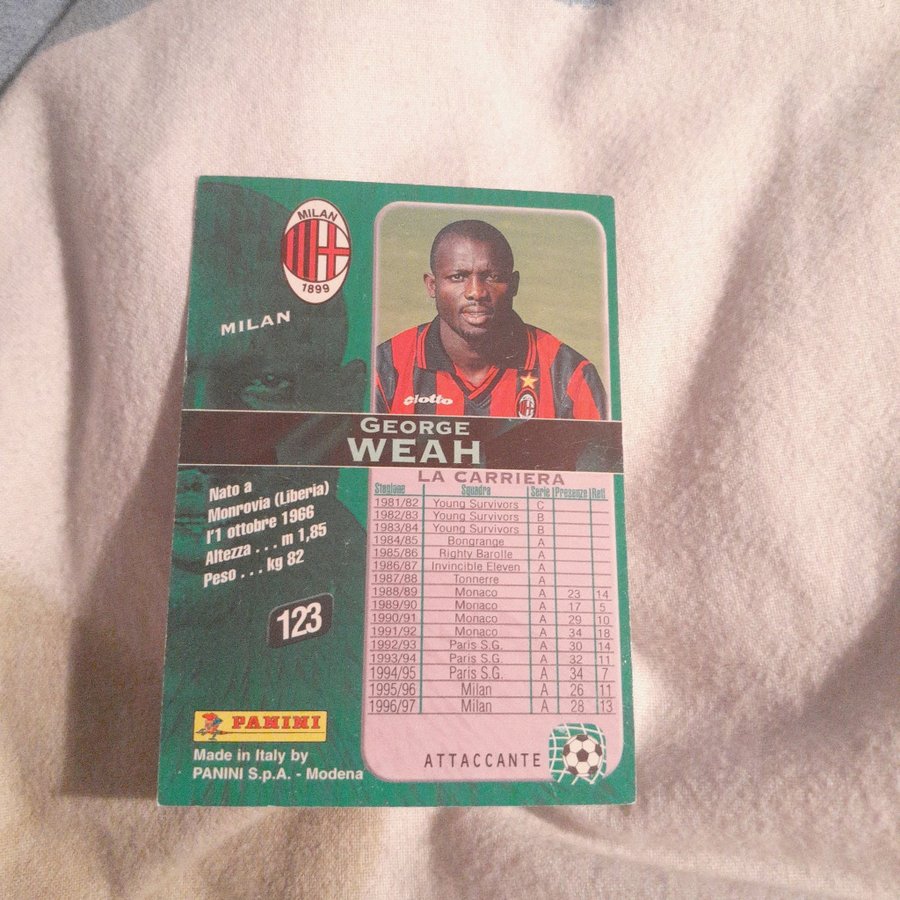 MILAN
1899
MILAN
Giotto
GEORGE
WEAH
Nato a
Monrovia (Liberia)
l'1 ottobre 1966
Altezza . . . m 1,85
Peso . . . kg 82
123
LA CARRIERA
Stagione Squadra Serie Presenze Reti
1981/82 Young Survivors C
1982/83 Young Survivors B
1983/84 Young Survivors B
1984/85 Bongrange A
1985/86 Righty Barolle A
1986/87 Invincible Eleven A
1987/88 Tonnerre A
1988/89 Monaco A 23 14
1989/90 Monaco A 17 5
1990/91 Monaco A 29 10
1991/92 Monaco A 34 18
1992/93 Paris S.G. A 30 14
1993/94 Paris S.G. A 32 11
1994/95 Paris S.G. A 34 7
1995/96 Milan A 26 11
1996/97 Milan A 28 13
ATTACCANTE
PANINI
Made in Italy by
PANINI S.p.A. - Modena